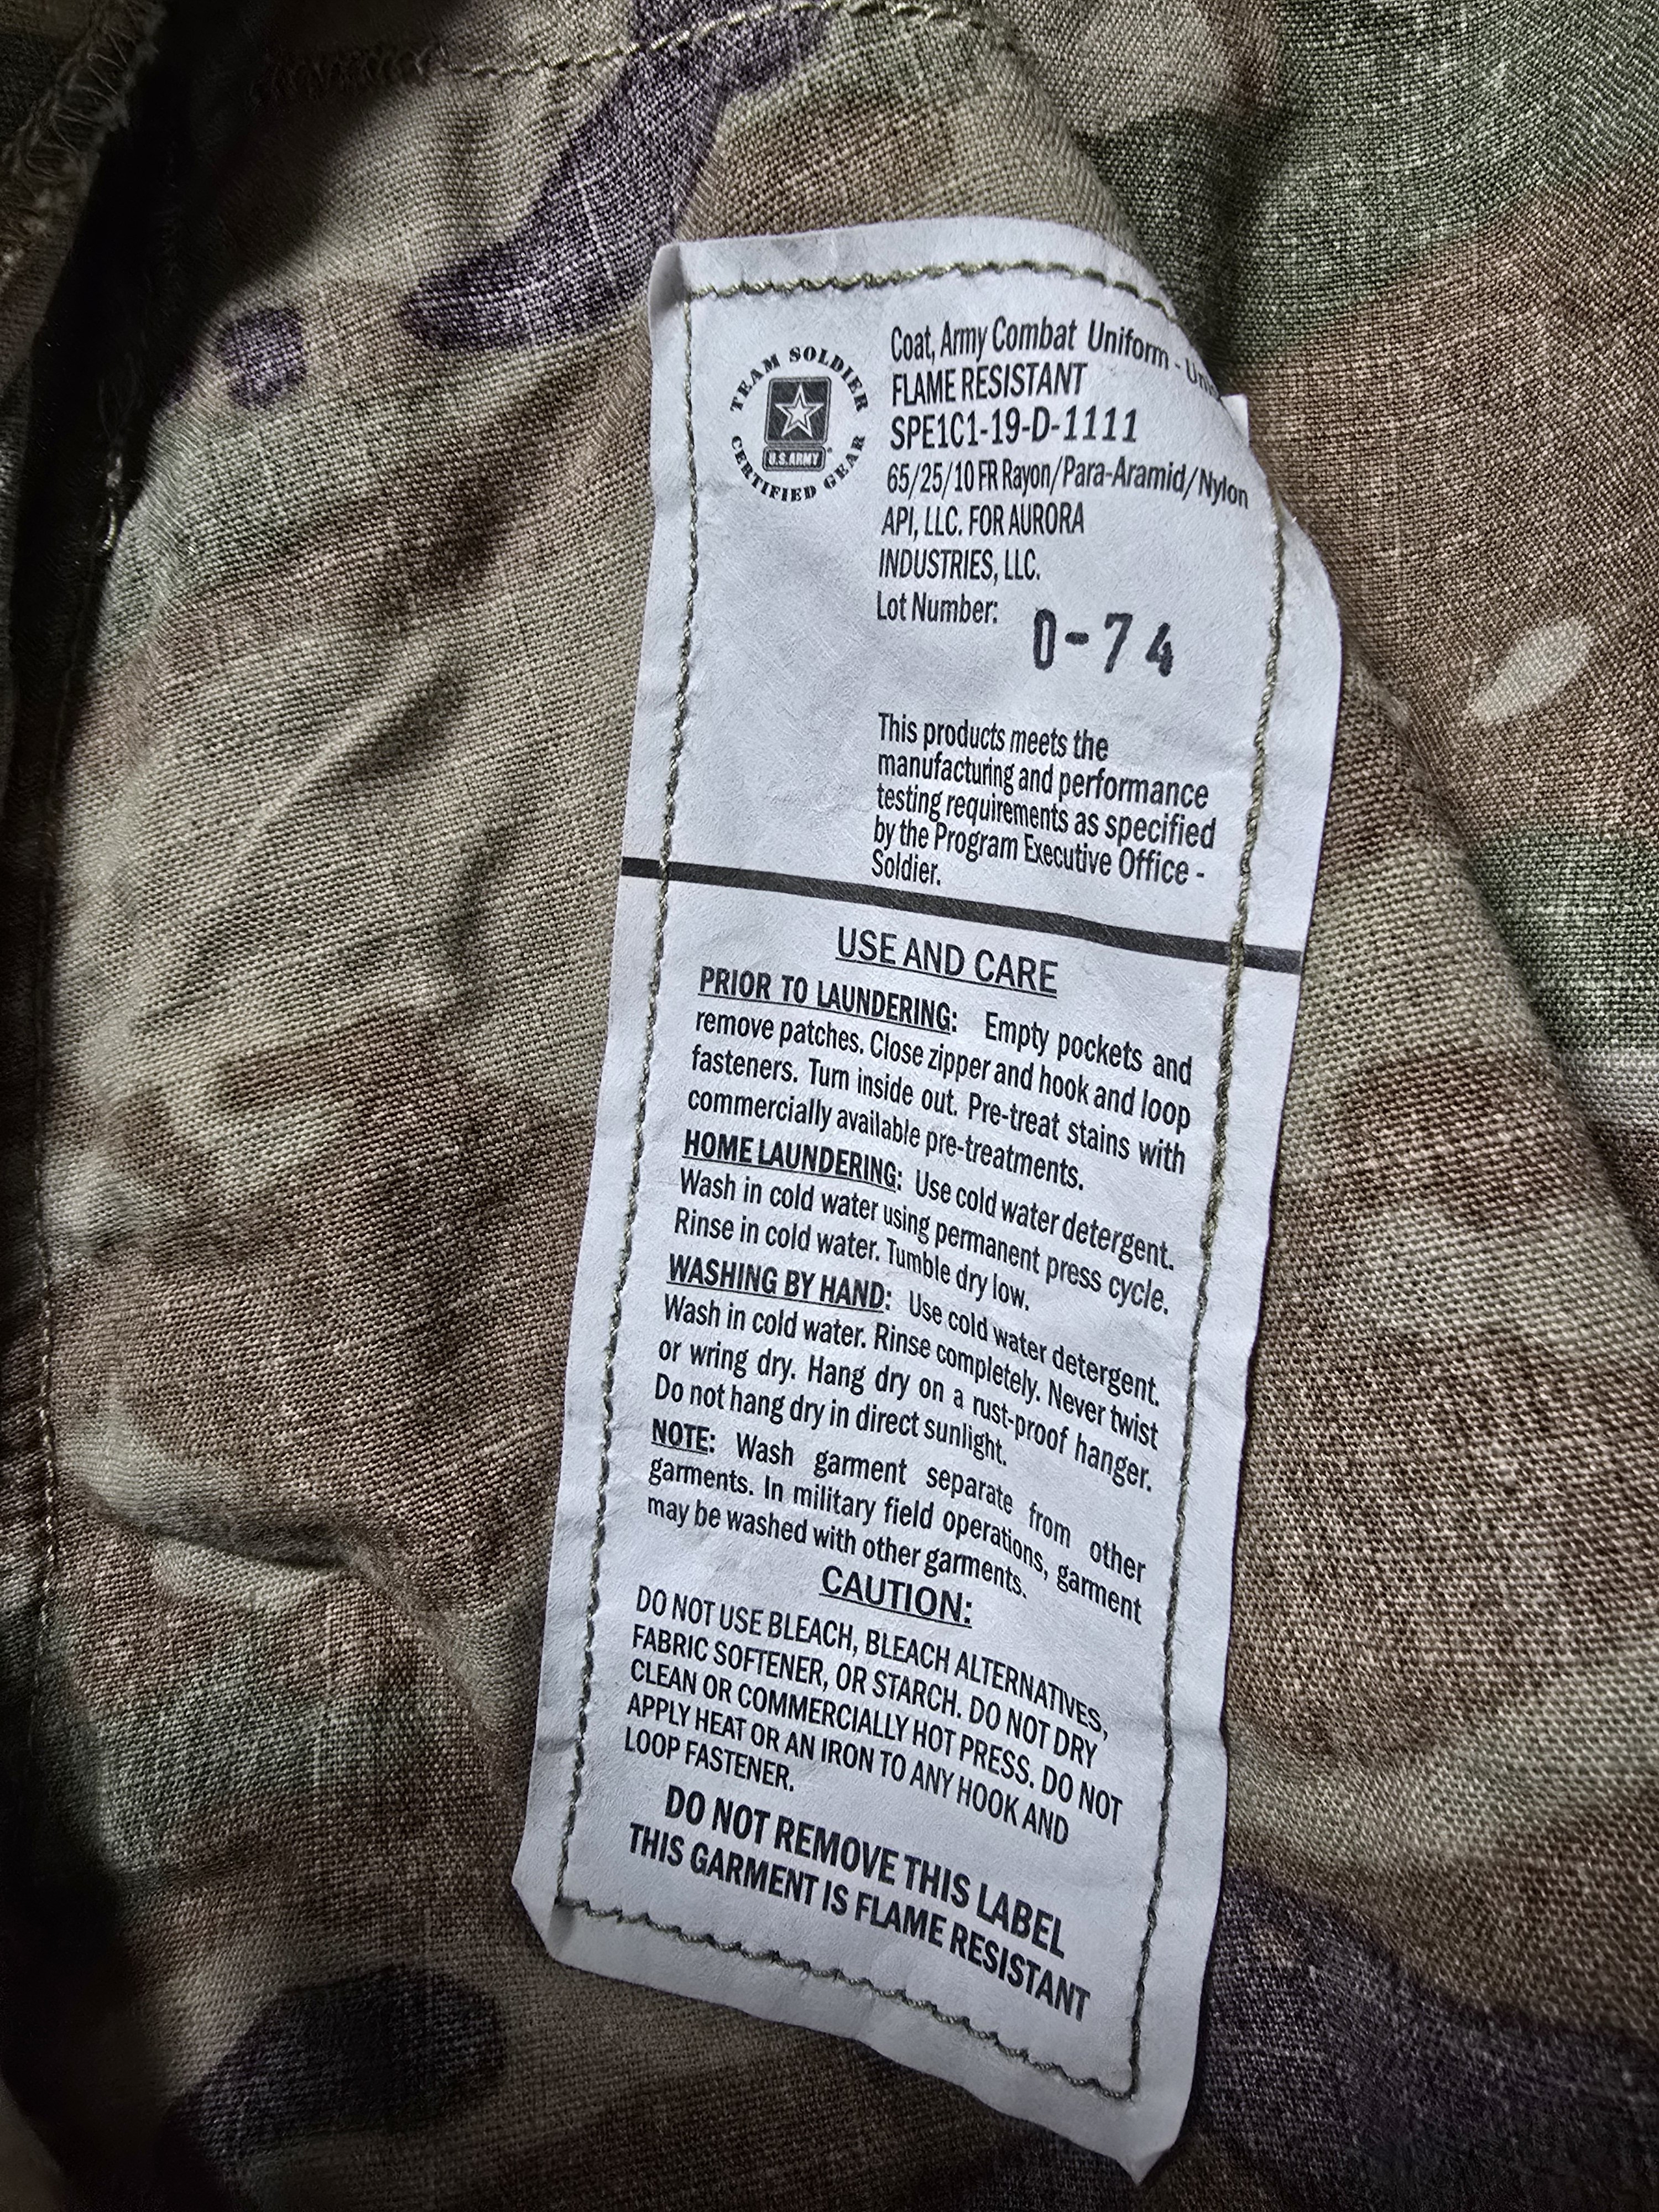 TEAM SOLDIER
CERTIFIED GEAR
U.S.ARMY
Coat, Army Combat Uniform -
FLAME RESISTANT
SPE1C1-19-D-1111
65/25/10 FR Rayon/Para-Aramid/Nylon
API, LLC. FOR AURORA
INDUSTRIES, LLC.
Lot Number: 0-74
This products meets the
manufacturing and performance
testing requirements as specified
by the Program Executive Office -
Soldier.
USE AND CARE
PRIOR TO LAUNDERING: Empty pockets and
remove patches. Close zipper and hook and loop
fasteners. Turn inside out. Pre-treat stains with
commercially available pre-treatments.
HOME LAUNDERING: Use cold water detergent.
Wash in cold water using permanent press cycle.
Rinse in cold water. Tumble dry low.
WASHING BY HAND: Use cold water detergent.
Wash in cold water. Rinse completely. Never twist
or wring dry. Hang dry on a rust-proof hanger.
Do not hang dry in direct sunlight.
NOTE: Wash garment separate from other
garments. In military field operations, garment
may be washed with other garments.
CAUTION:
DO NOT USE BLEACH, BLEACH ALTERNATIVES,
FABRIC SOFTENER, OR STARCH. DO NOT DRY
CLEAN OR COMMERCIALLY HOT PRESS. DO NOT
APPLY HEAT OR AN IRON TO ANY HOOK AND
LOOP FASTENER.
DO NOT REMOVE THIS LABEL
THIS GARMENT IS FLAME RESISTANT